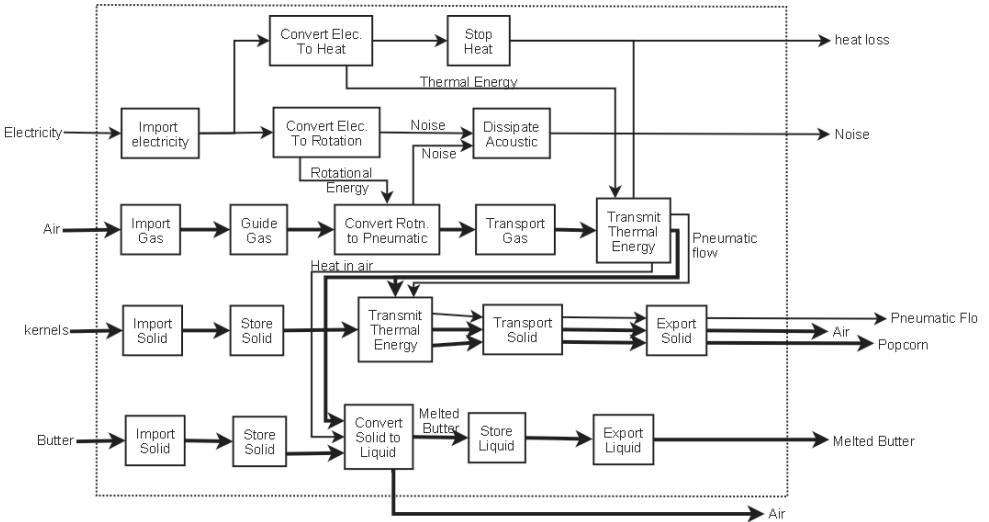 Convert Elec.
To Heat
Stop
Heat
heat loss
Thermal Energy
Electricity
Import
electricity
Convert Elec.
To Rotation
Noise
Noise
Dissipate
Acoustic
Noise
Rotational
Energy
Air
Import
Gas
Guide
Gas
Convert Rotn.
to Pneumatic
Transport
Gas
Transmit
Thermal
Energy
Pneumatic
flow
Heat in air
kernels
Import
Solid
Store
Solid
Transmit
Thermal
Energy
Transport
Solid
Export
Solid
Pneumatic Flo
Air
Popcorn
Butter
Import
Solid
Store
Solid
Convert
Solid to
Liquid
Melted
Butter
Store
Liquid
Export
Liquid
Melted Butter
Air